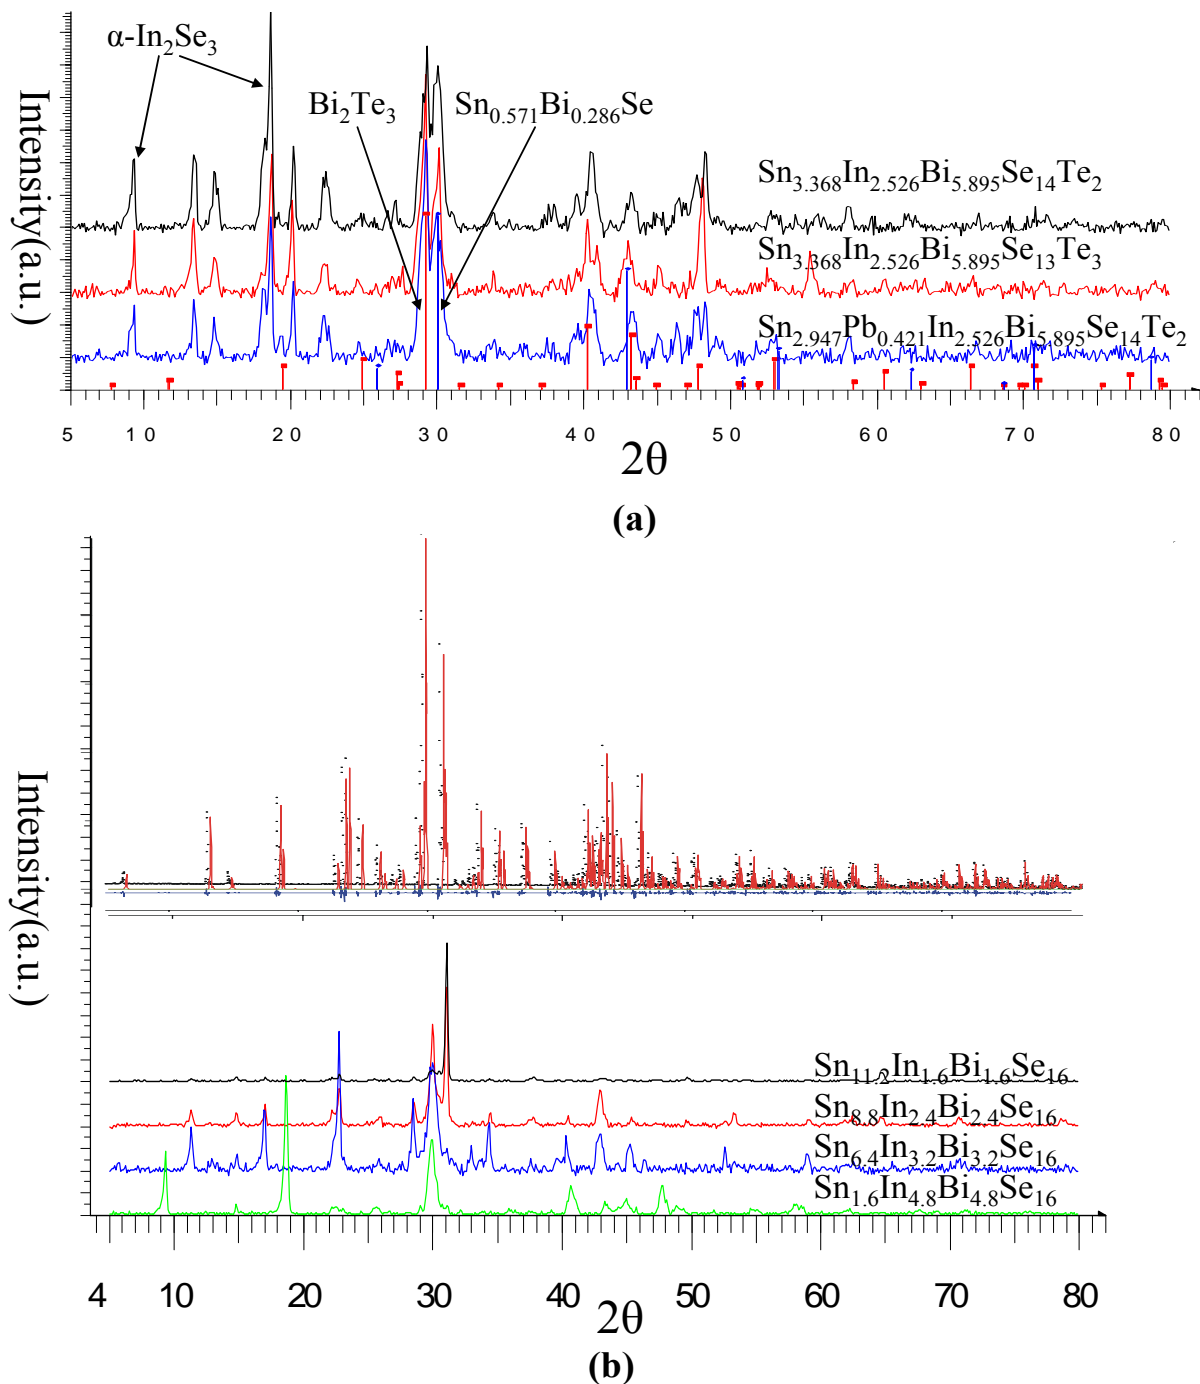 α-In₂Se₃
Bi₂Te₃
Sn₀.₅₇₁Bi₀.₂₈₆Se
Intensity(a.u.)
Sn₃.₃₆₈In₂.₅₂₆Bi₅.₈₉₅Se₁₄Te₂
Sn₃.₃₆₈In₂.₅₂₆Bi₅.₈₉₅Se₁₃Te₃
Sn₂.₉₄₇Pb₀.₄₂₁In₂.₅₂₆Bi₅.₈₉₅Se₁₄Te₂
5 10 20 30 40 50 60 70 80
2θ
(a)
Intensity(a.u.)
Sn₁₁.₂In₁.₆Bi₁.₆Se₁₆
Sn₈.₈In₂.₄Bi₂.₄Se₁₆
Sn₆.₄In₃.₂Bi₃.₂Se₁₆
Sn₁.₆In₄.₈Bi₄.₈Se₁₆
4 10 20 30 40 50 60 70 80
2θ
(b)